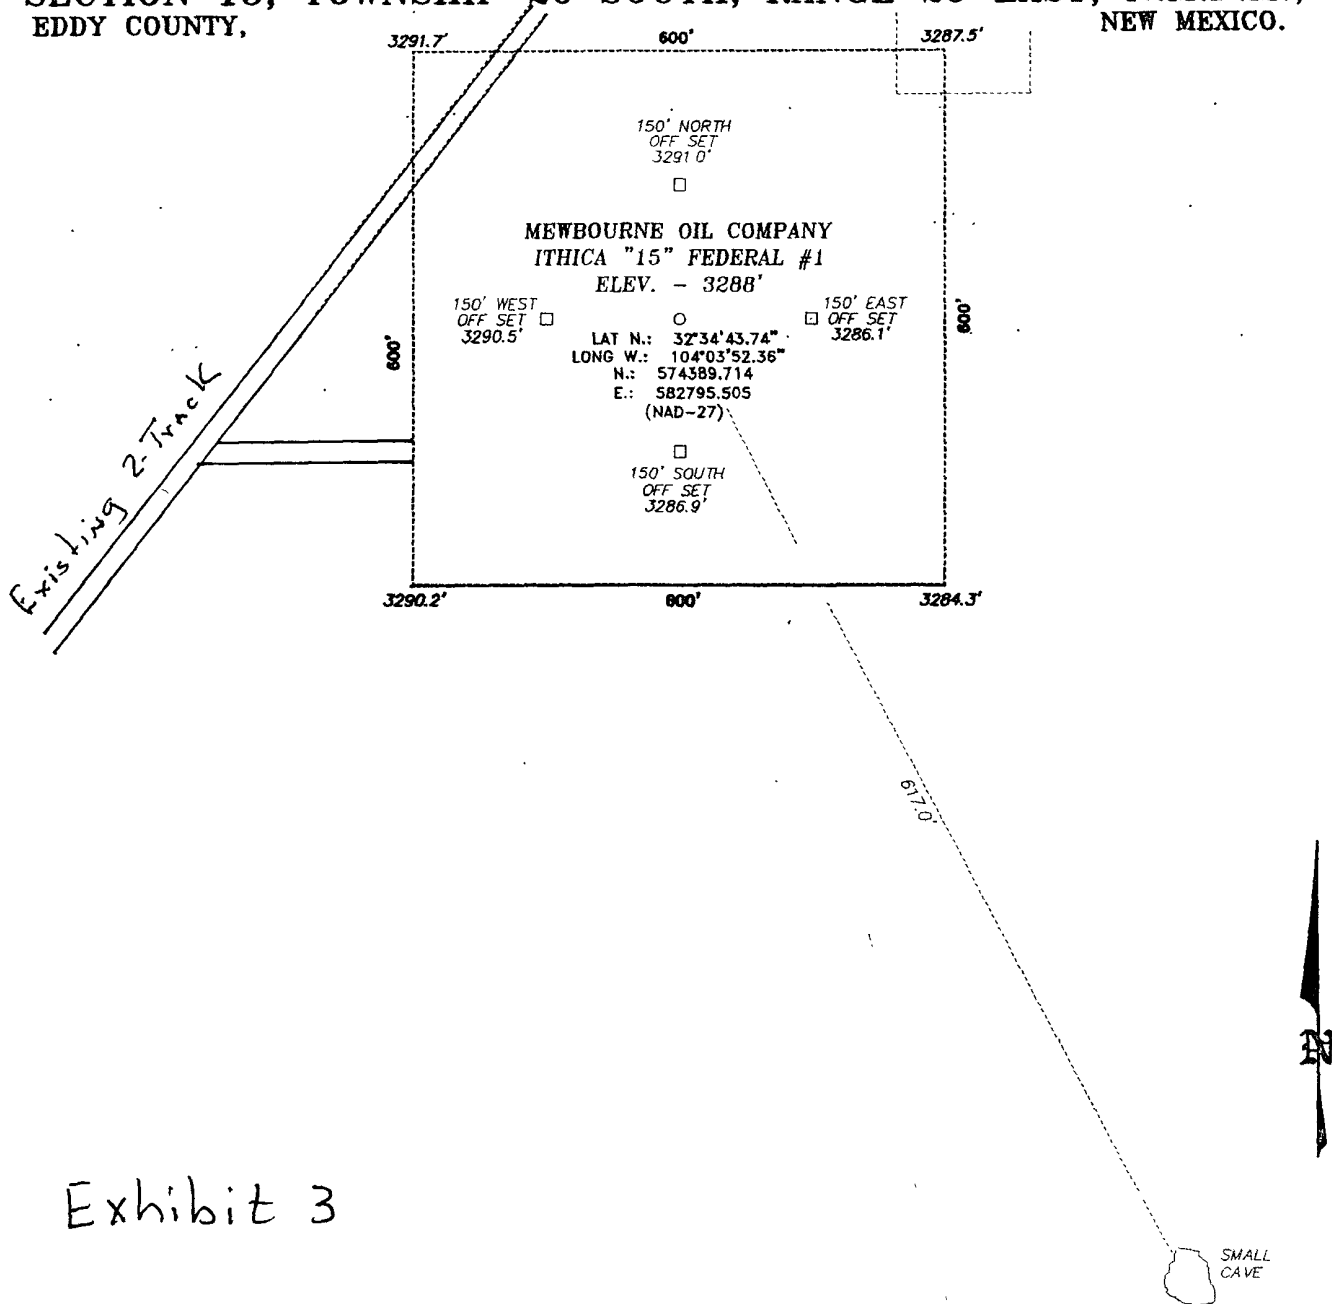 EDDY COUNTY,
NEW MEXICO.
3291.7'
600'
3287.5'
150' NORTH
OFF SET
3291 0'
MEWBOURNE OIL COMPANY
ITHICA "15" FEDERAL #1
ELEV. - 3288'
150' WEST
OFF SET
3290.5'
150' EAST
OFF SET
3286.1'
600'
600'
LAT N.: 32°34'43.74"
LONG W.: 104°03'52.36"
N.: 574389.714
E.: 582795.505
(NAD-27)
Existing 2-Track
150' SOUTH
OFF SET
3286.9'
3290.2'
600'
3284.3'
617.0'
N
Exhibit 3
SMALL
CAVE